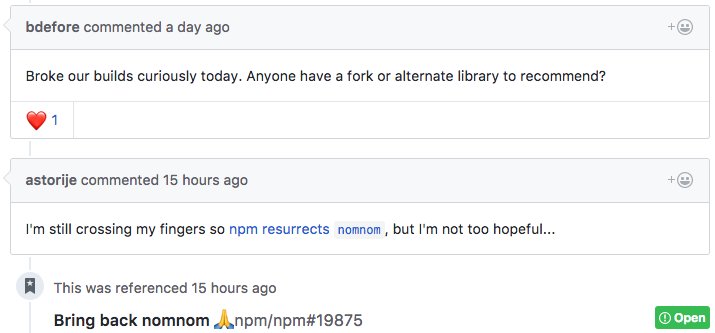 bdefore commented a day ago
Broke our builds curiously today. Anyone have a fork or alternate library to recommend?
❤️ 1
astorije commented 15 hours ago
I'm still crossing my fingers so npm resurrects nomnom, but I'm not too hopeful...
This was referenced 15 hours ago
Bring back nomnom 🙏 npm/npm#19875
Open